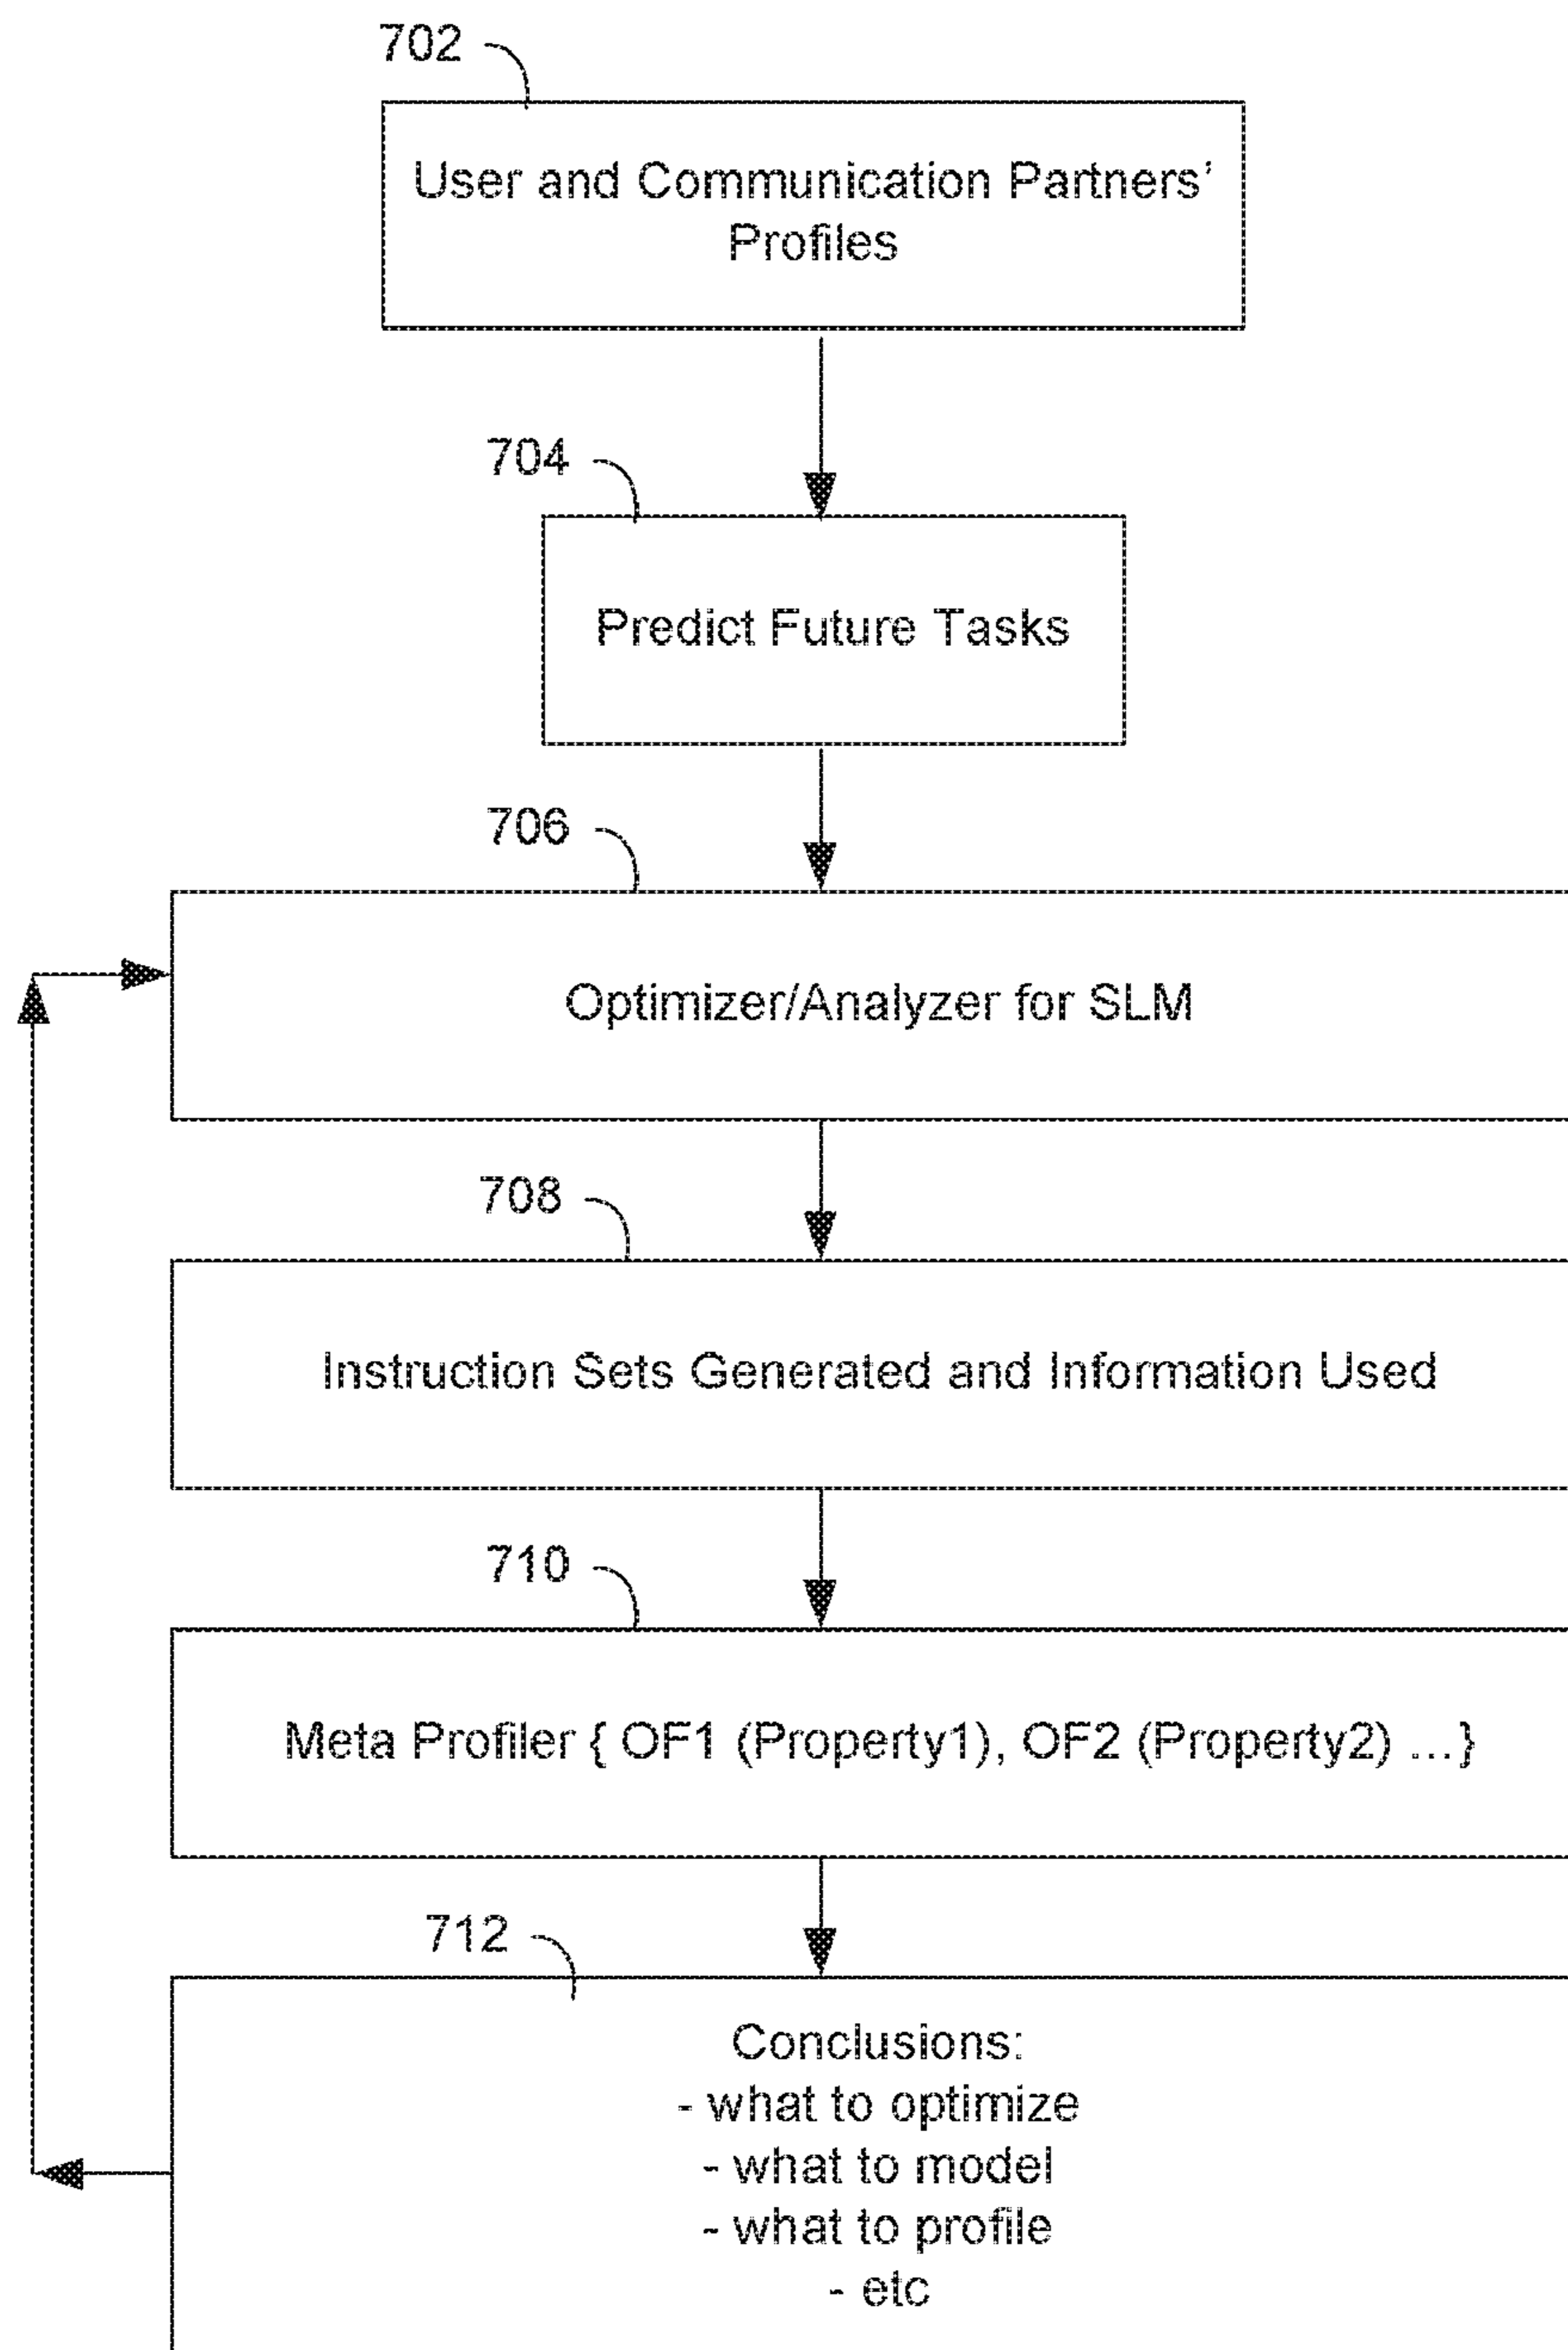 702
User and Communication Partners'
Profiles
704
Predict Future Tasks
706
Optimizer/Analyzer for SLM
708
Instruction Sets Generated and Information Used
710
Meta Profiler { OF1 (Property1), OF2 (Property2) ...}
712
Conclusions:
- what to optimize
- what to model
- what to profile
- etc